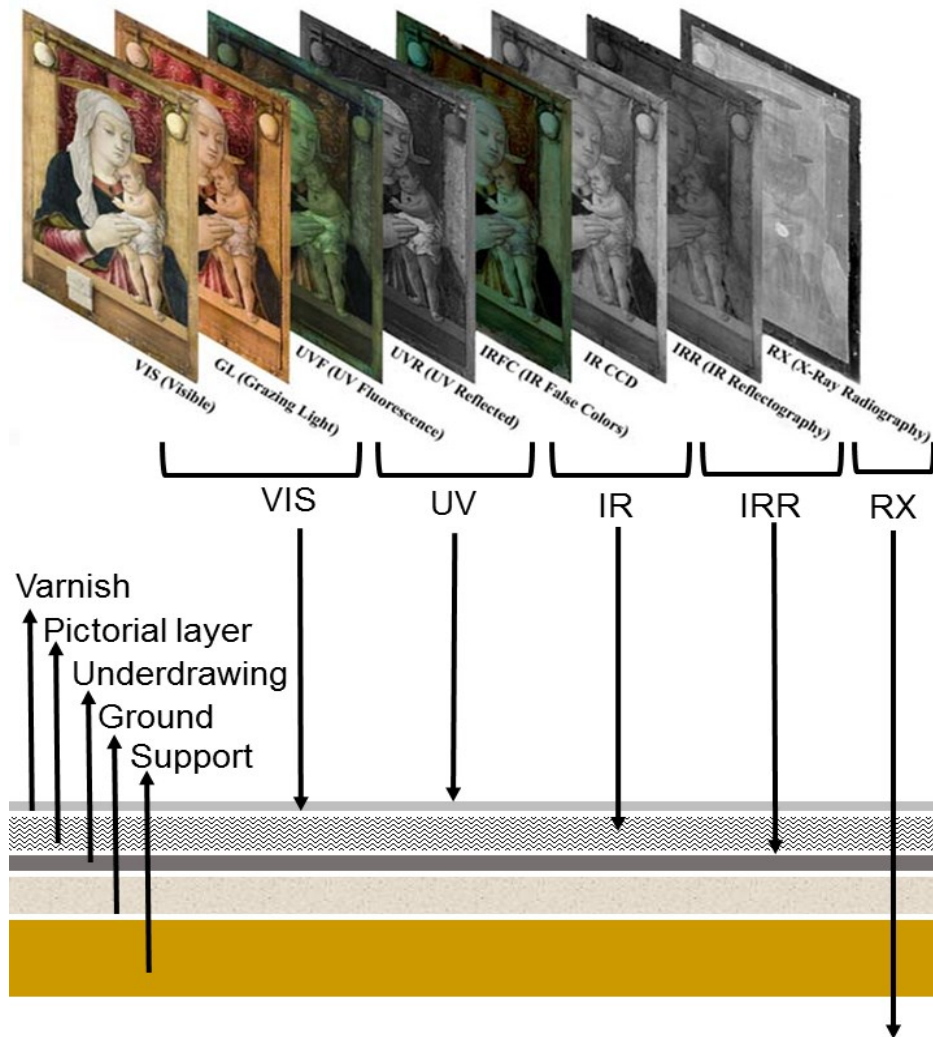 VIS (Visible)
GL (Grazing Light)
UVF (UV Fluorescence)
UVR (UV Reflected)
IRFC (IR False Colors)
IR CCD
IRR (IR Reflectography)
RX (X-Ray Radiography)
VIS
UV
IR
IRR
RX
Varnish
Pictorial layer
Underdrawing
Ground
Support